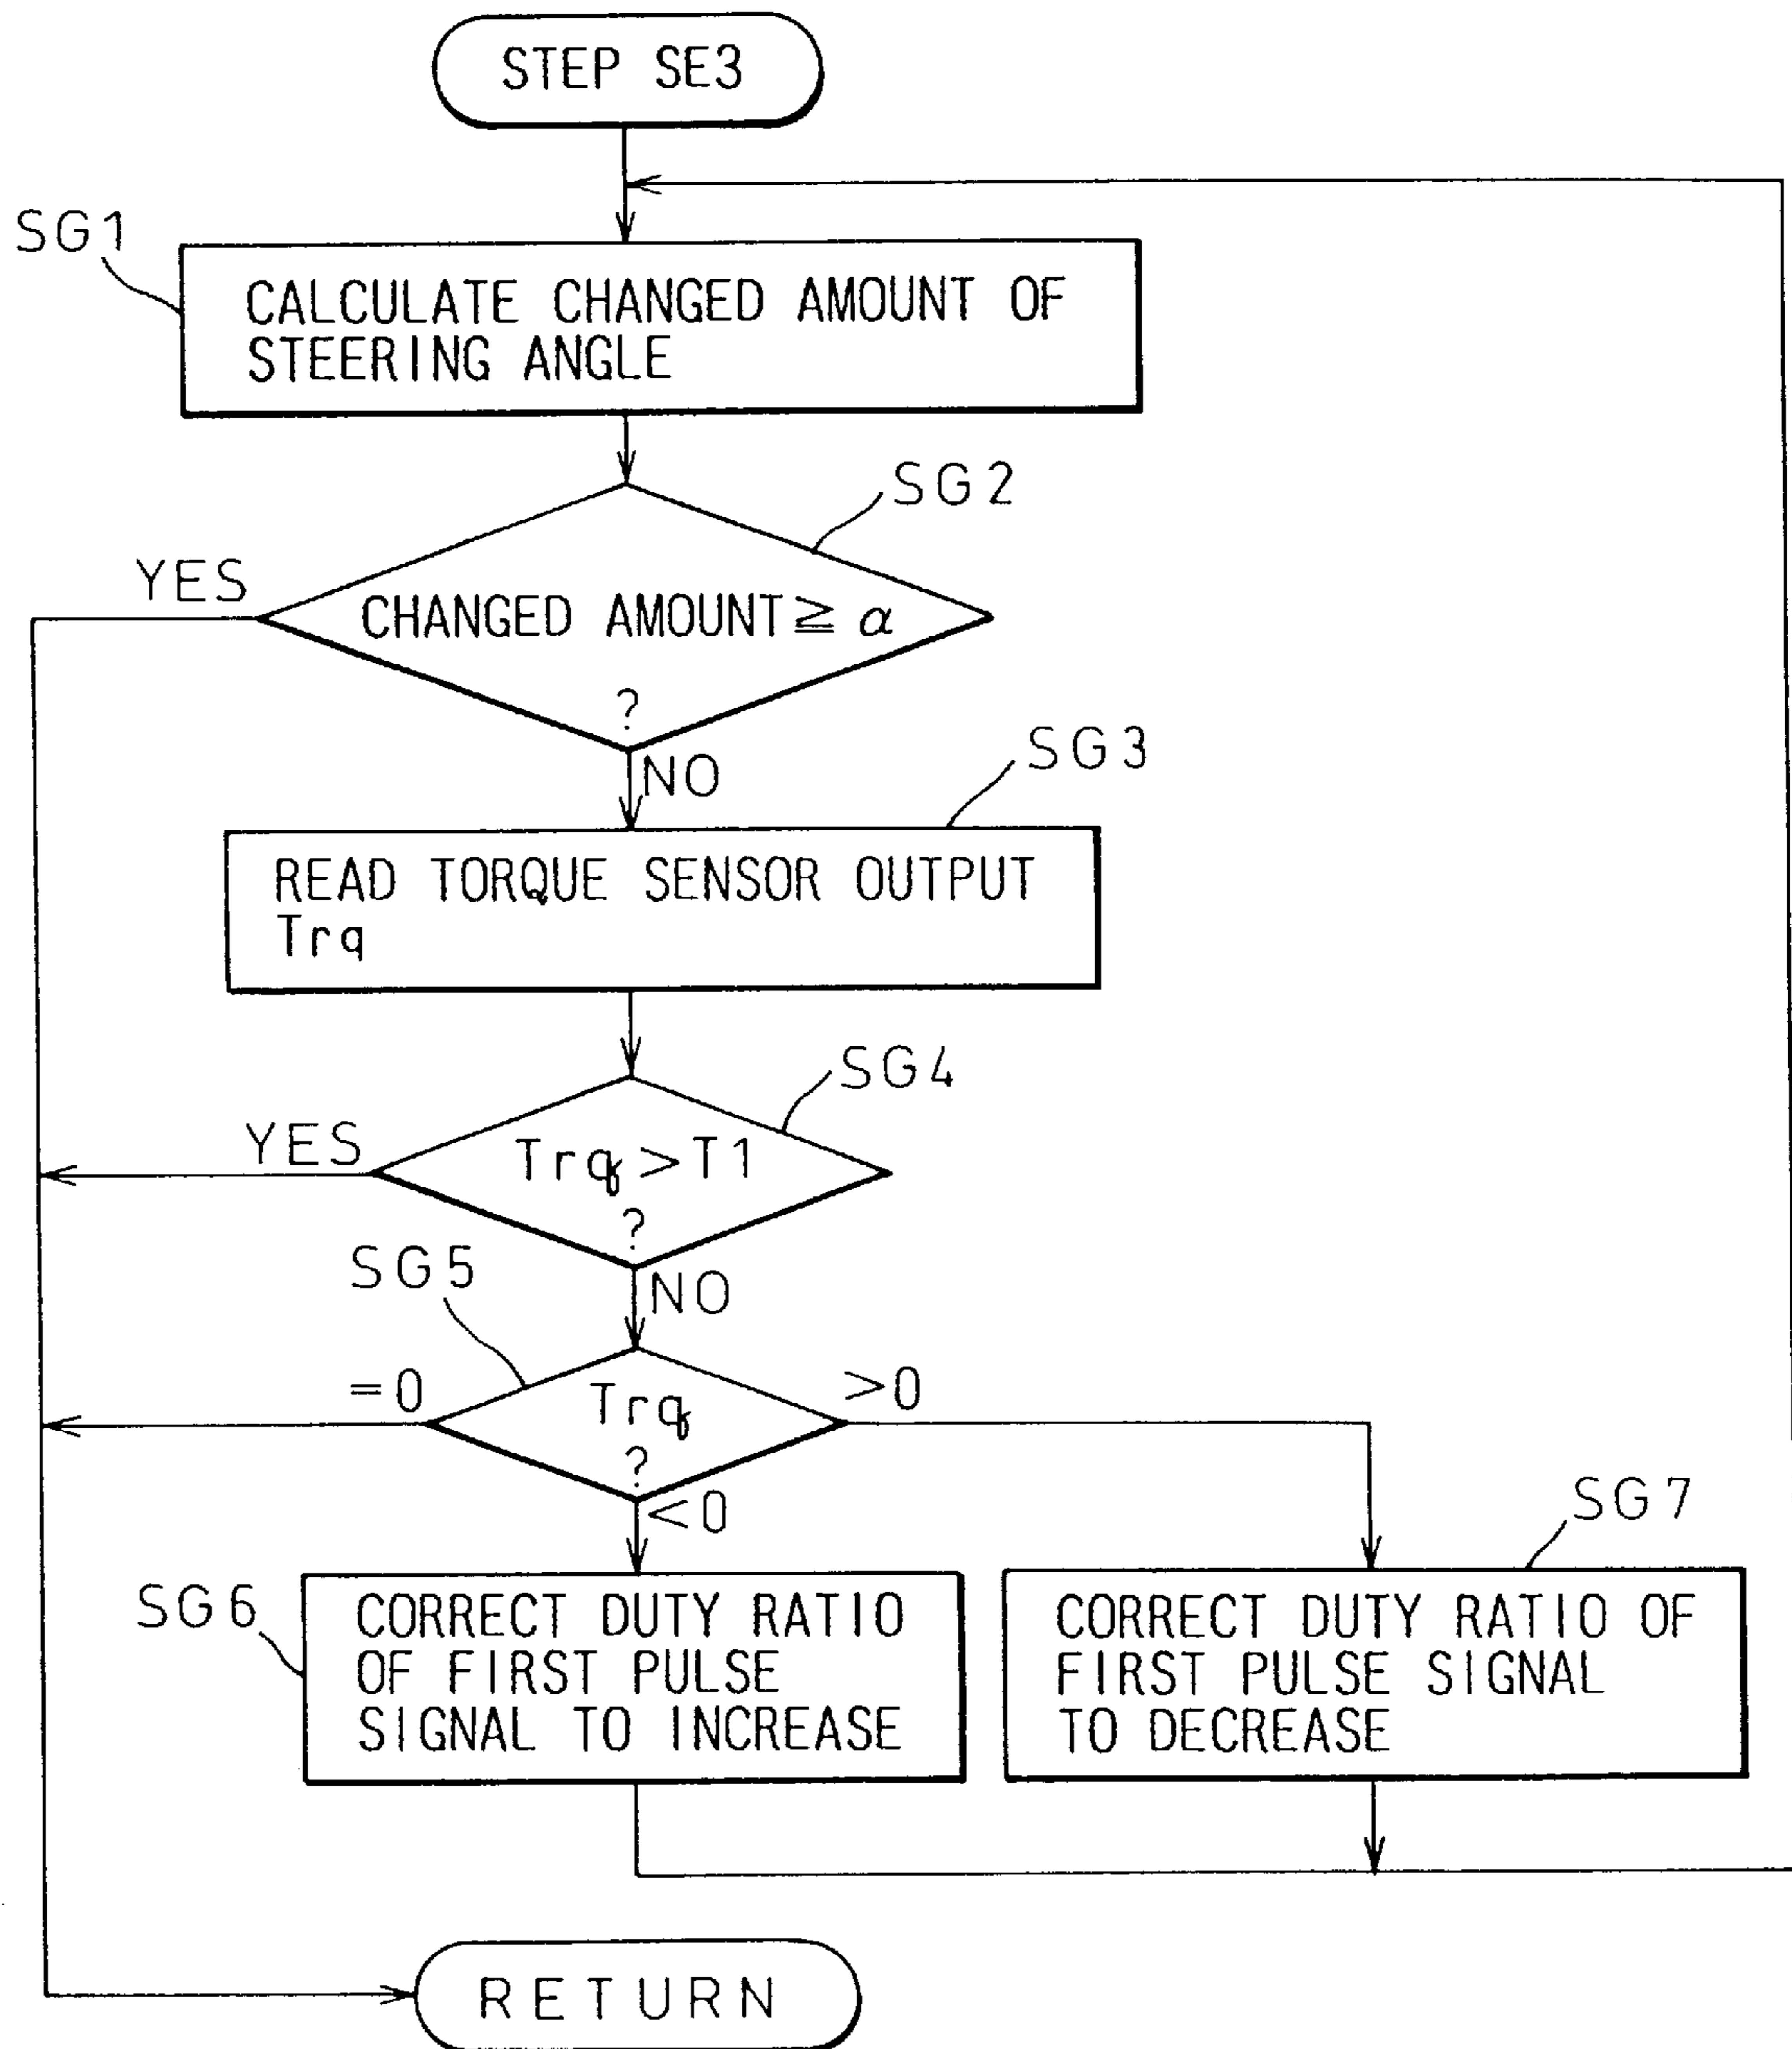 STEP SE3
SG1
CALCULATE CHANGED AMOUNT OF
STEERING ANGLE
SG2
YES
CHANGED AMOUNT ≧ α
?
NO
SG3
READ TORQUE SENSOR OUTPUT
Trq
SG4
YES
Trq > T1
?
NO
SG5
=0
Trq
?
>0
<0
SG6
CORRECT DUTY RATIO
OF FIRST PULSE
SIGNAL TO INCREASE
SG7
CORRECT DUTY RATIO OF
FIRST PULSE SIGNAL
TO DECREASE
RETURN